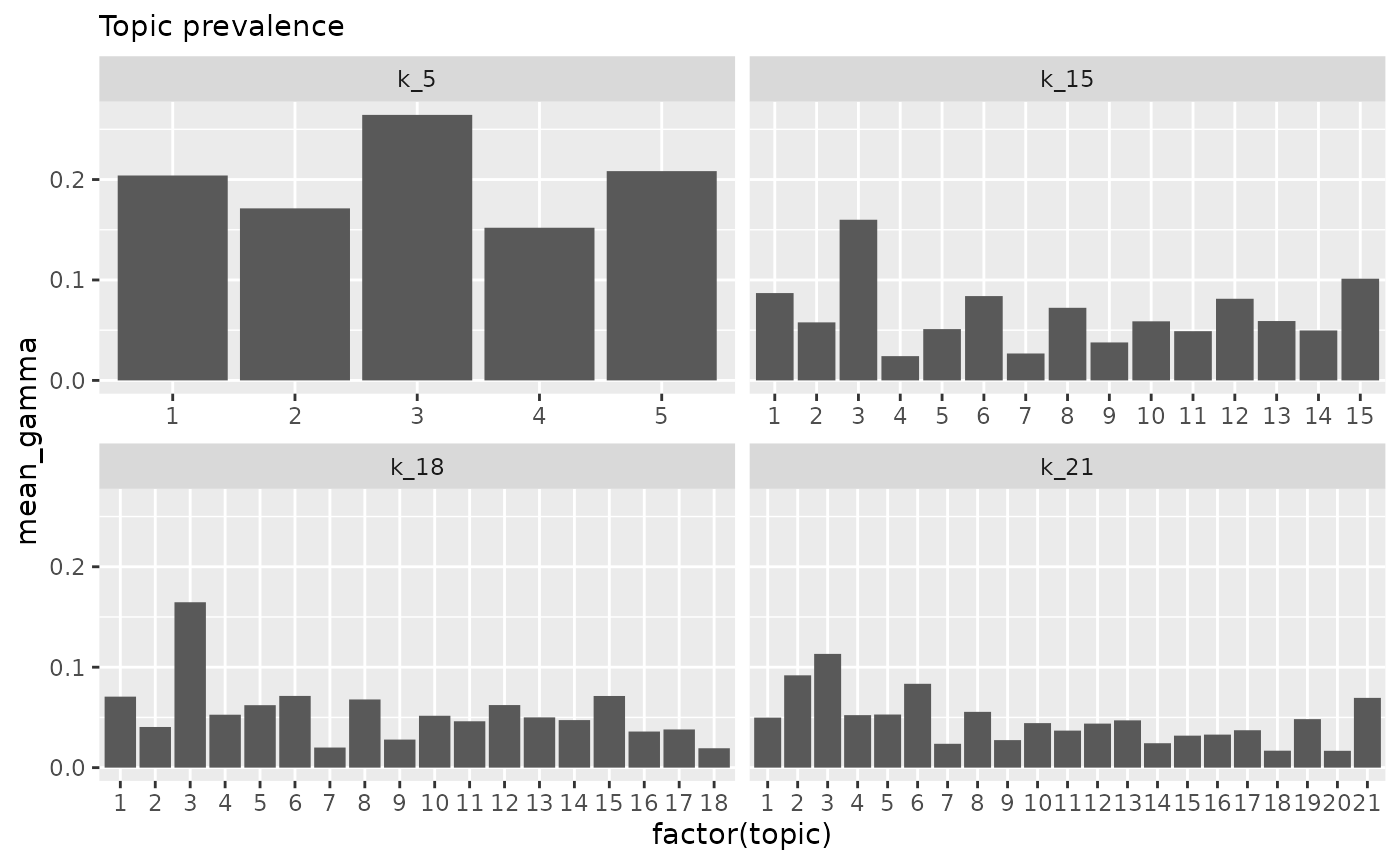 Topic prevalence
k_5
k_15
0.2
0.1
0.0
1 2 3 4 5
1 2 3 4 5 6 7 8 9 10 11 12 13 14 15
mean_gamma
k_18
k_21
0.2
0.1
0.0
1 2 3 4 5 6 7 8 9 10 11 12 13 14 15 16 17 18
1 2 3 4 5 6 7 8 9 10 11 12 13 14 15 16 17 18 19 20 21
factor(topic)